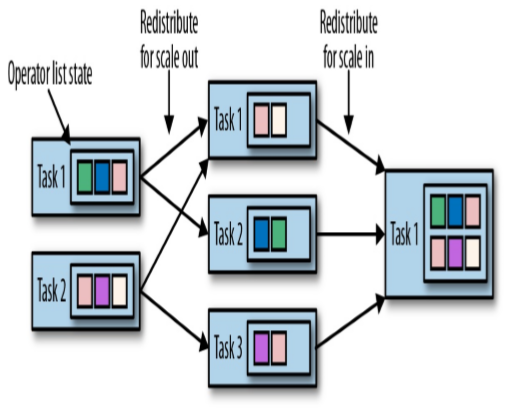 Redistribute
for scale out
Redistribute
for scale in
Operator list state
Task 1
Task 2
Task 1
Task 2
Task 3
Task 1